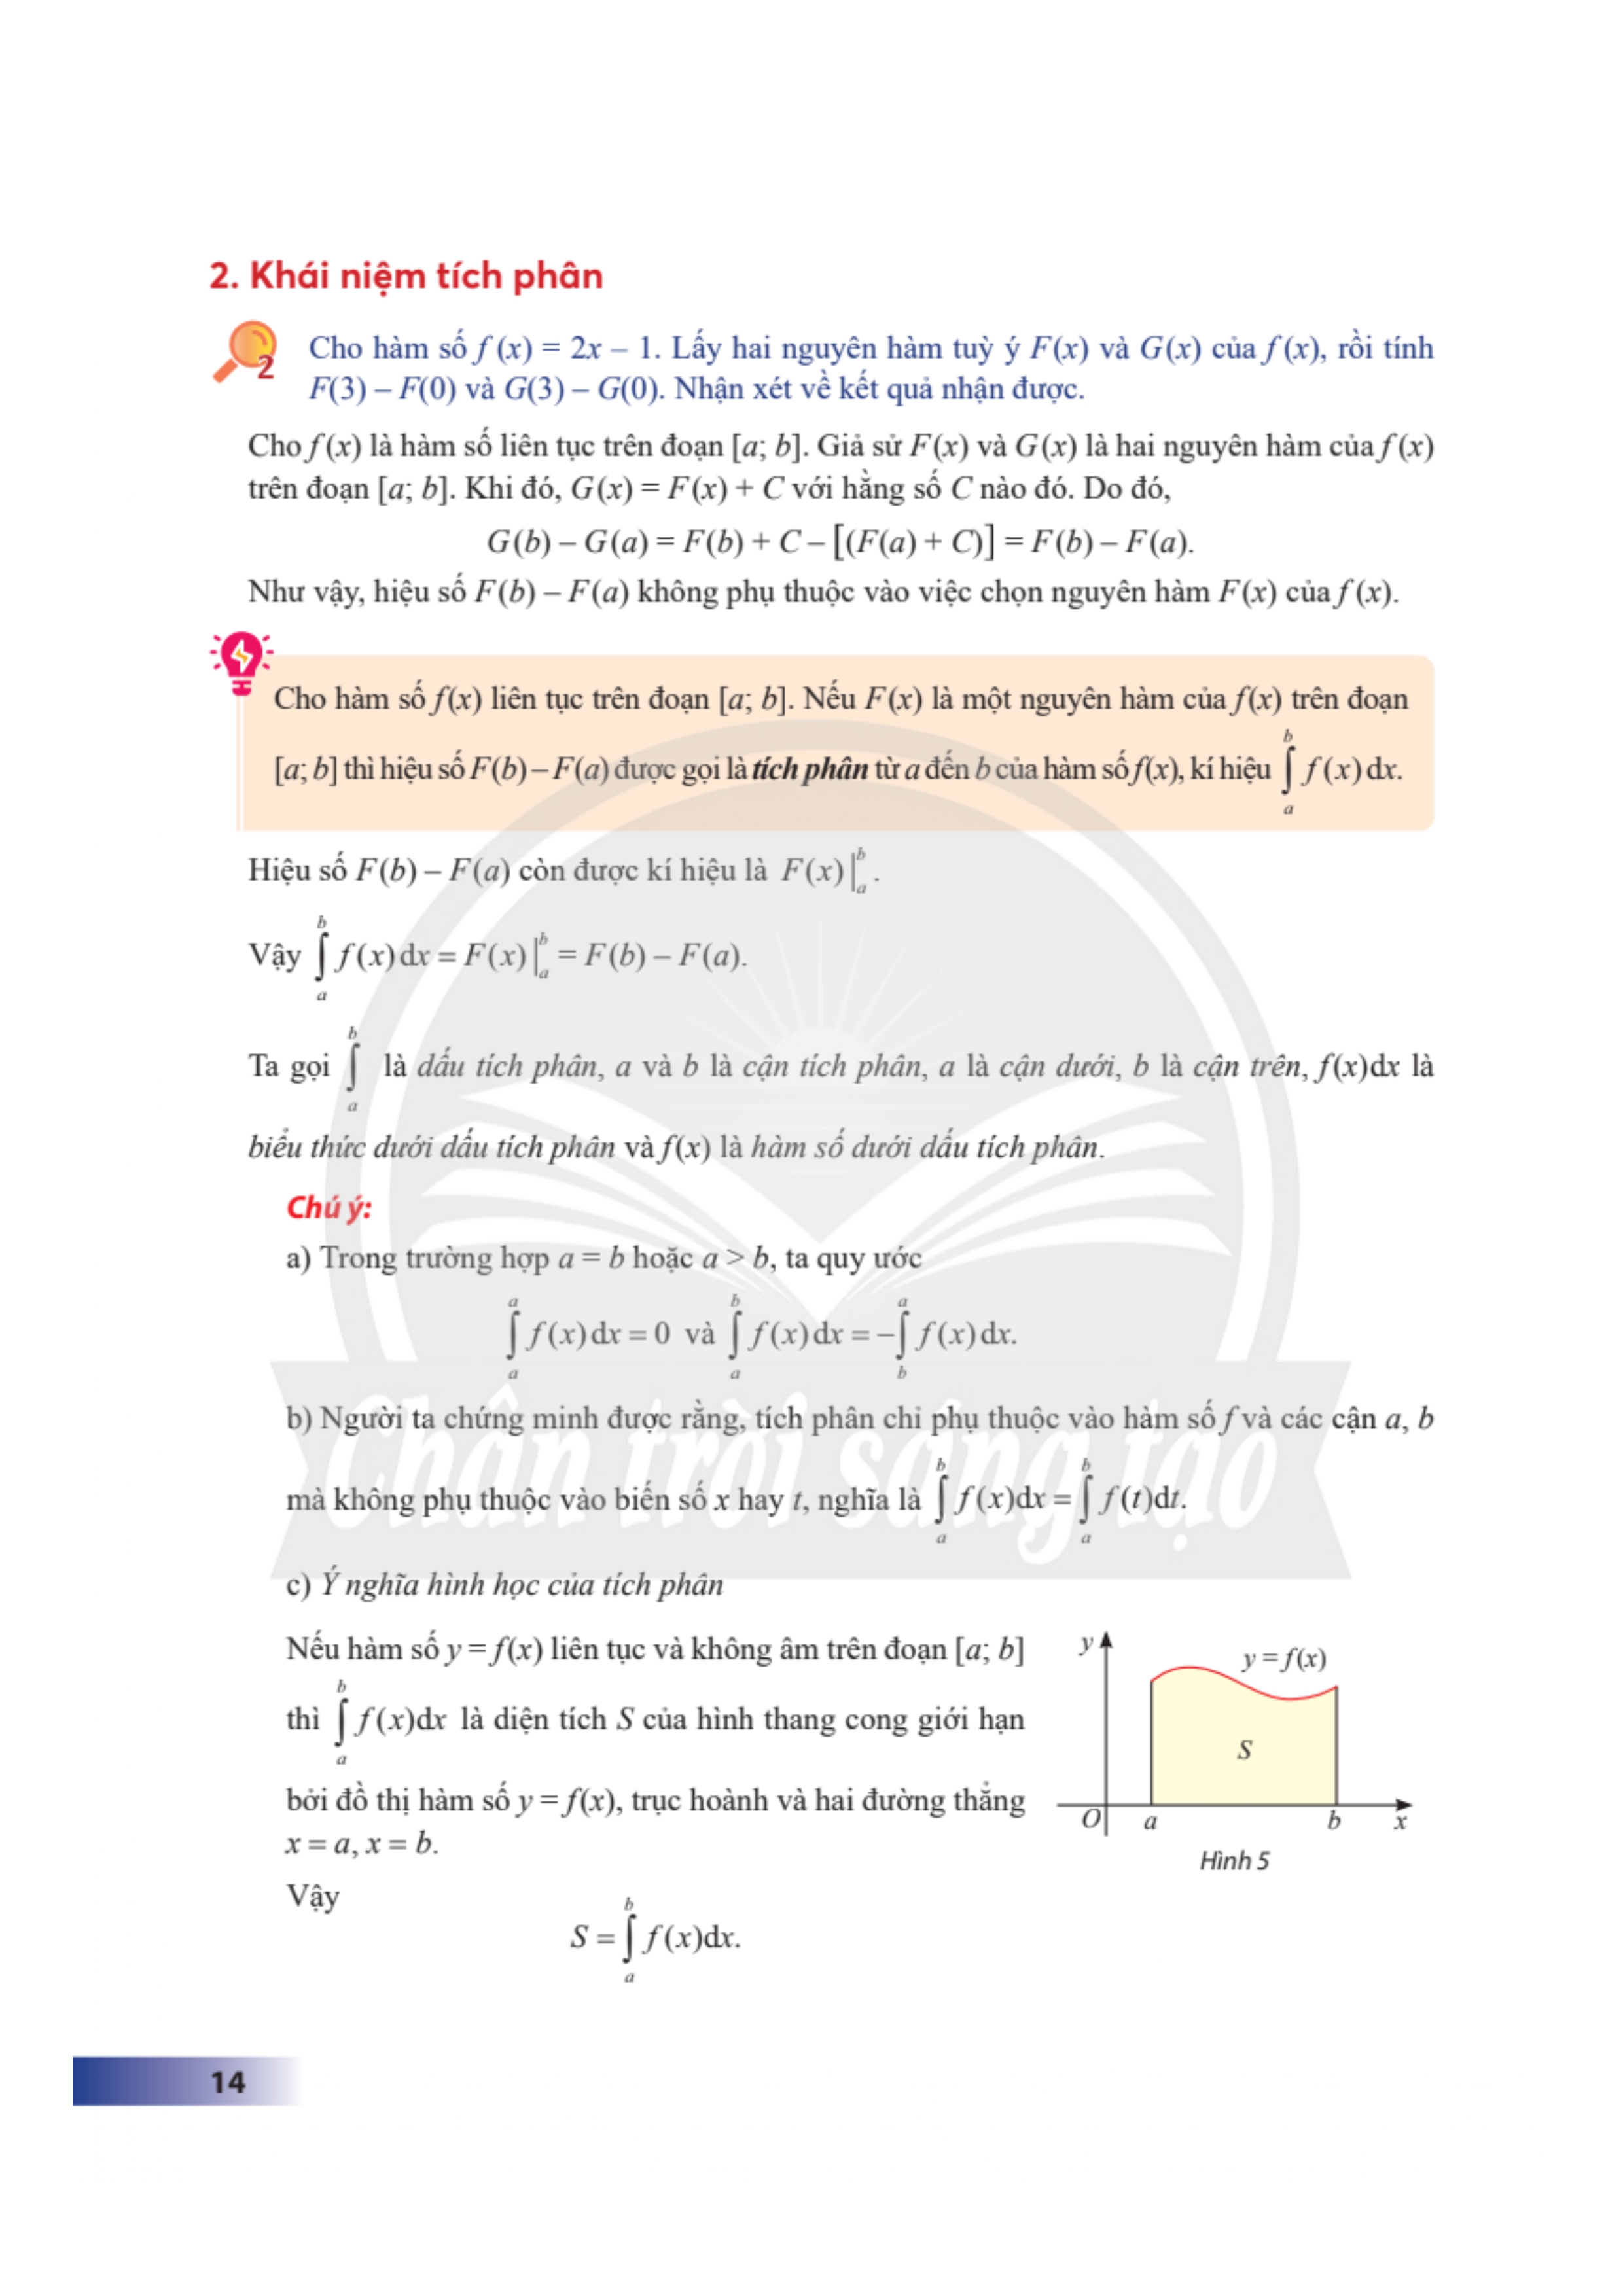 2. Khái niệm tích phân
2
Cho hàm số f(x) = 2x – 1. Lấy hai nguyên hàm tuỳ ý F(x) và G(x) của f(x), rồi tính
F(3) – F(0) và G(3) – G(0). Nhận xét về kết quả nhận được.
Cho f(x) là hàm số liên tục trên đoạn [a; b]. Giả sử F(x) và G(x) là hai nguyên hàm của f(x)
trên đoạn [a; b]. Khi đó, G(x) = F(x) + C với hằng số C nào đó. Do đó,
G(b) – G(a) = F(b) + C – [(F(a) + C)] = F(b) – F(a).
Như vậy, hiệu số F(b) – F(a) không phụ thuộc vào việc chọn nguyên hàm F(x) của f(x).
Cho hàm số f(x) liên tục trên đoạn [a; b]. Nếu F(x) là một nguyên hàm của f(x) trên đoạn
[a; b] thì hiệu số F(b) – F(a) được gọi là tích phân từ a đến b của hàm số f(x), kí hiệu ∫_a^b f(x)dx.
Hiệu số F(b) – F(a) còn được kí hiệu là F(x)|_a^b.
Vậy ∫_a^b f(x)dx = F(x)|_a^b = F(b) – F(a).
Ta gọi ∫_a^b là dấu tích phân, a và b là cận tích phân, a là cận dưới, b là cận trên, f(x)dx là
biểu thức dưới dấu tích phân và f(x) là hàm số dưới dấu tích phân.
Chú ý:
a) Trong trường hợp a = b hoặc a > b, ta quy ước
∫_a^a f(x)dx = 0 và ∫_a^b f(x)dx = –∫_b^a f(x)dx.
b) Người ta chứng minh được rằng, tích phân chỉ phụ thuộc vào hàm số f và các cận a, b
mà không phụ thuộc vào biến số x hay t, nghĩa là ∫_a^b f(x)dx = ∫_a^b f(t)dt.
Chân trời sáng tạo
c) Ý nghĩa hình học của tích phân
Nếu hàm số y = f(x) liên tục và không âm trên đoạn [a; b]
thì ∫_a^b f(x)dx là diện tích S của hình thang cong giới hạn
bởi đồ thị hàm số y = f(x), trục hoành và hai đường thẳng
x = a, x = b.
Vậy
S = ∫_a^b f(x)dx.
y
y = f(x)
S
O a b x
Hình 5
14